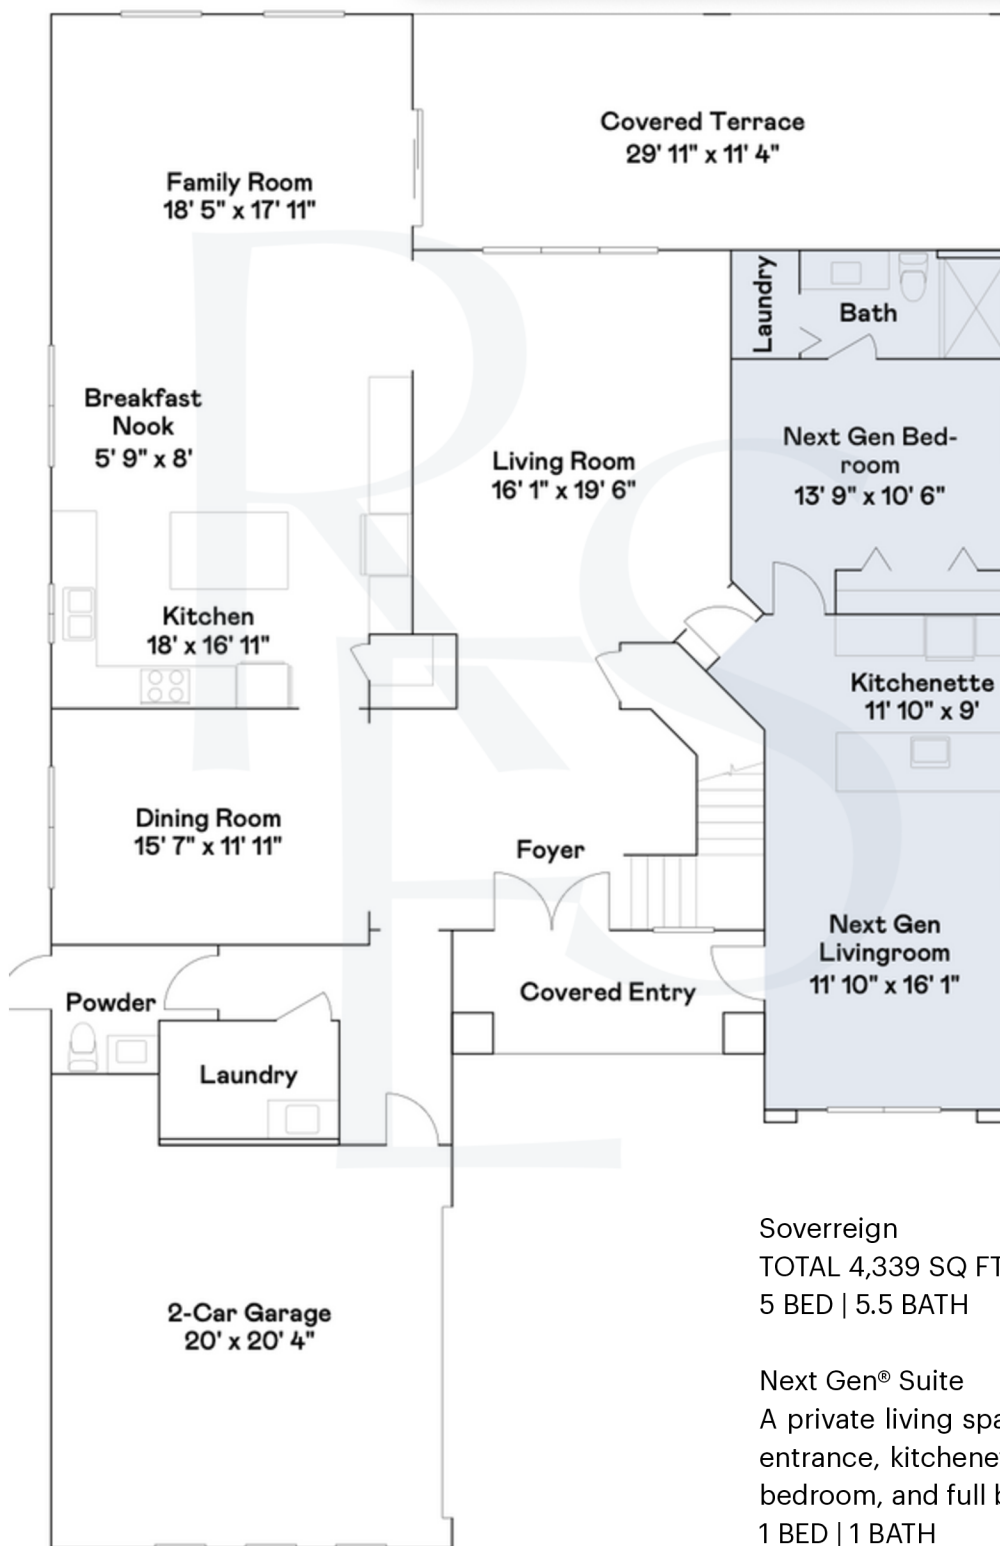 Covered Terrace
29' 11" x 11' 4"
Family Room
18' 5" x 17' 11"
Laundry
Bath
Breakfast
Nook
5' 9" x 8'
Living Room
16' 1" x 19' 6"
Next Gen Bed-
room
13' 9" x 10' 6"
Kitchen
18' x 16' 11"
Kitchenette
11' 10" x 9'
Dining Room
15' 7" x 11' 11"
Foyer
Next Gen
Livingroom
11' 10" x 16' 1"
Powder
Covered Entry
Laundry
2-Car Garage
20' x 20' 4"
Soverreign
TOTAL 4,339 SQ FT
5 BED | 5.5 BATH
Next Gen® Suite
A private living
entrance,
bedroom, and full
1 BED | 1 BATH
RSE